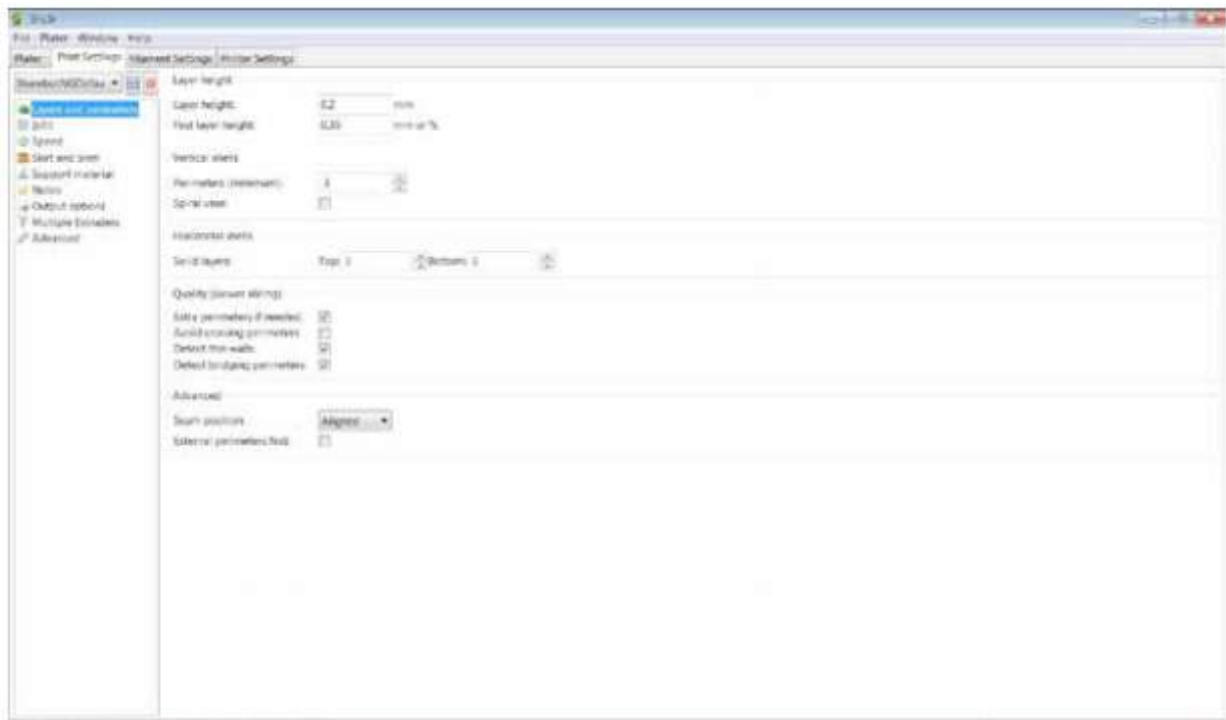 Slic3r
File Plater Window Help
Plater Print Settings Filament Settings Printer Settings
Layers and perimeters
Infill
Speed
Skirt and brim
Support material
Notes
Output options
Multiple Extruders
Advanced
Layer height
Layer height: 0.2 mm
First layer height: 0.35 mm or %
Vertical shells
Perimeters (minimum):
Spiral vase:
Horizontal shells
Solid layers: Top: Bottom:
Quality (slower slicing)
Extra perimeters if needed:
Avoid crossing perimeters:
Detect thin walls:
Detect bridging perimeters:
Advanced
Seam position: Aligned
External perimeters first: